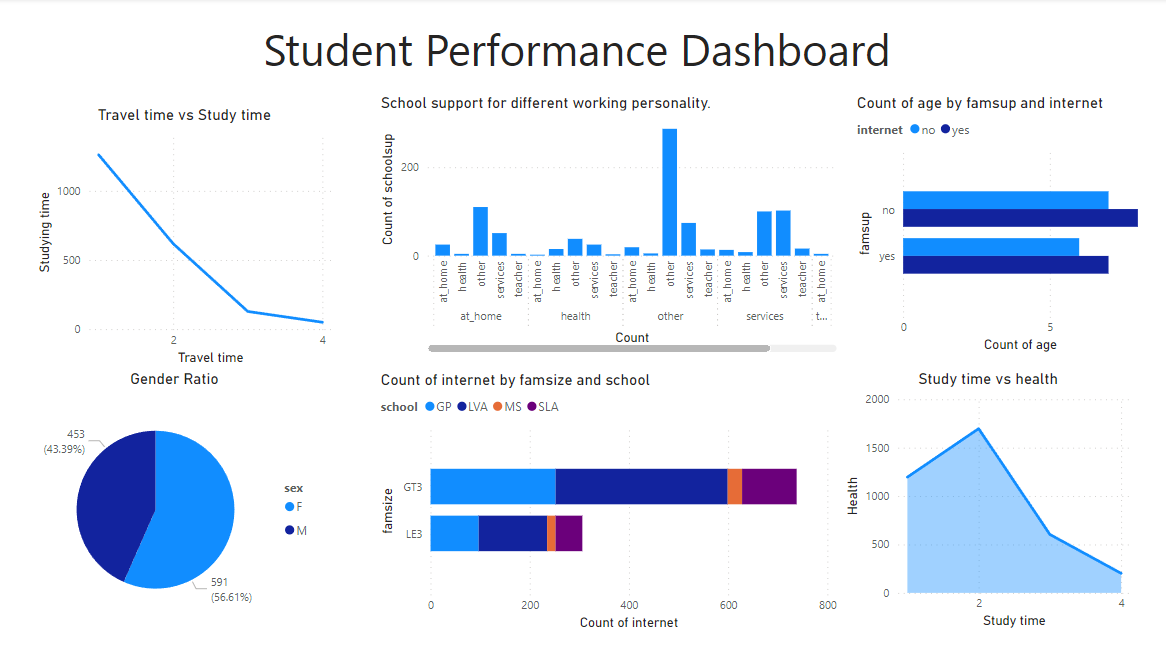 Student Performance Dashboard
Travel time vs Study time
Studying time
1000
500
0
2
4
Travel time
School support for different working personality.
Count of schoolsup
200
0
at_home
health
other
services
teacher
at_home
health
other
services
teacher
at_home
health
other
services
teacher
at_home
health
other
services
teacher
at_home
at_home
health
other
services
t...
Count
Count of age by famsup and internet
internet no yes
famsup
no
yes
0
5
Count of age
Gender Ratio
453
(43.39%)
591
(56.61%)
sex
F
M
Count of internet by famsize and school
school GP LVA MS SLA
famsize
GT3
LE3
0
200
400
600
800
Count of internet
Study time vs health
Health
2000
1500
1000
500
0
2
4
Study time